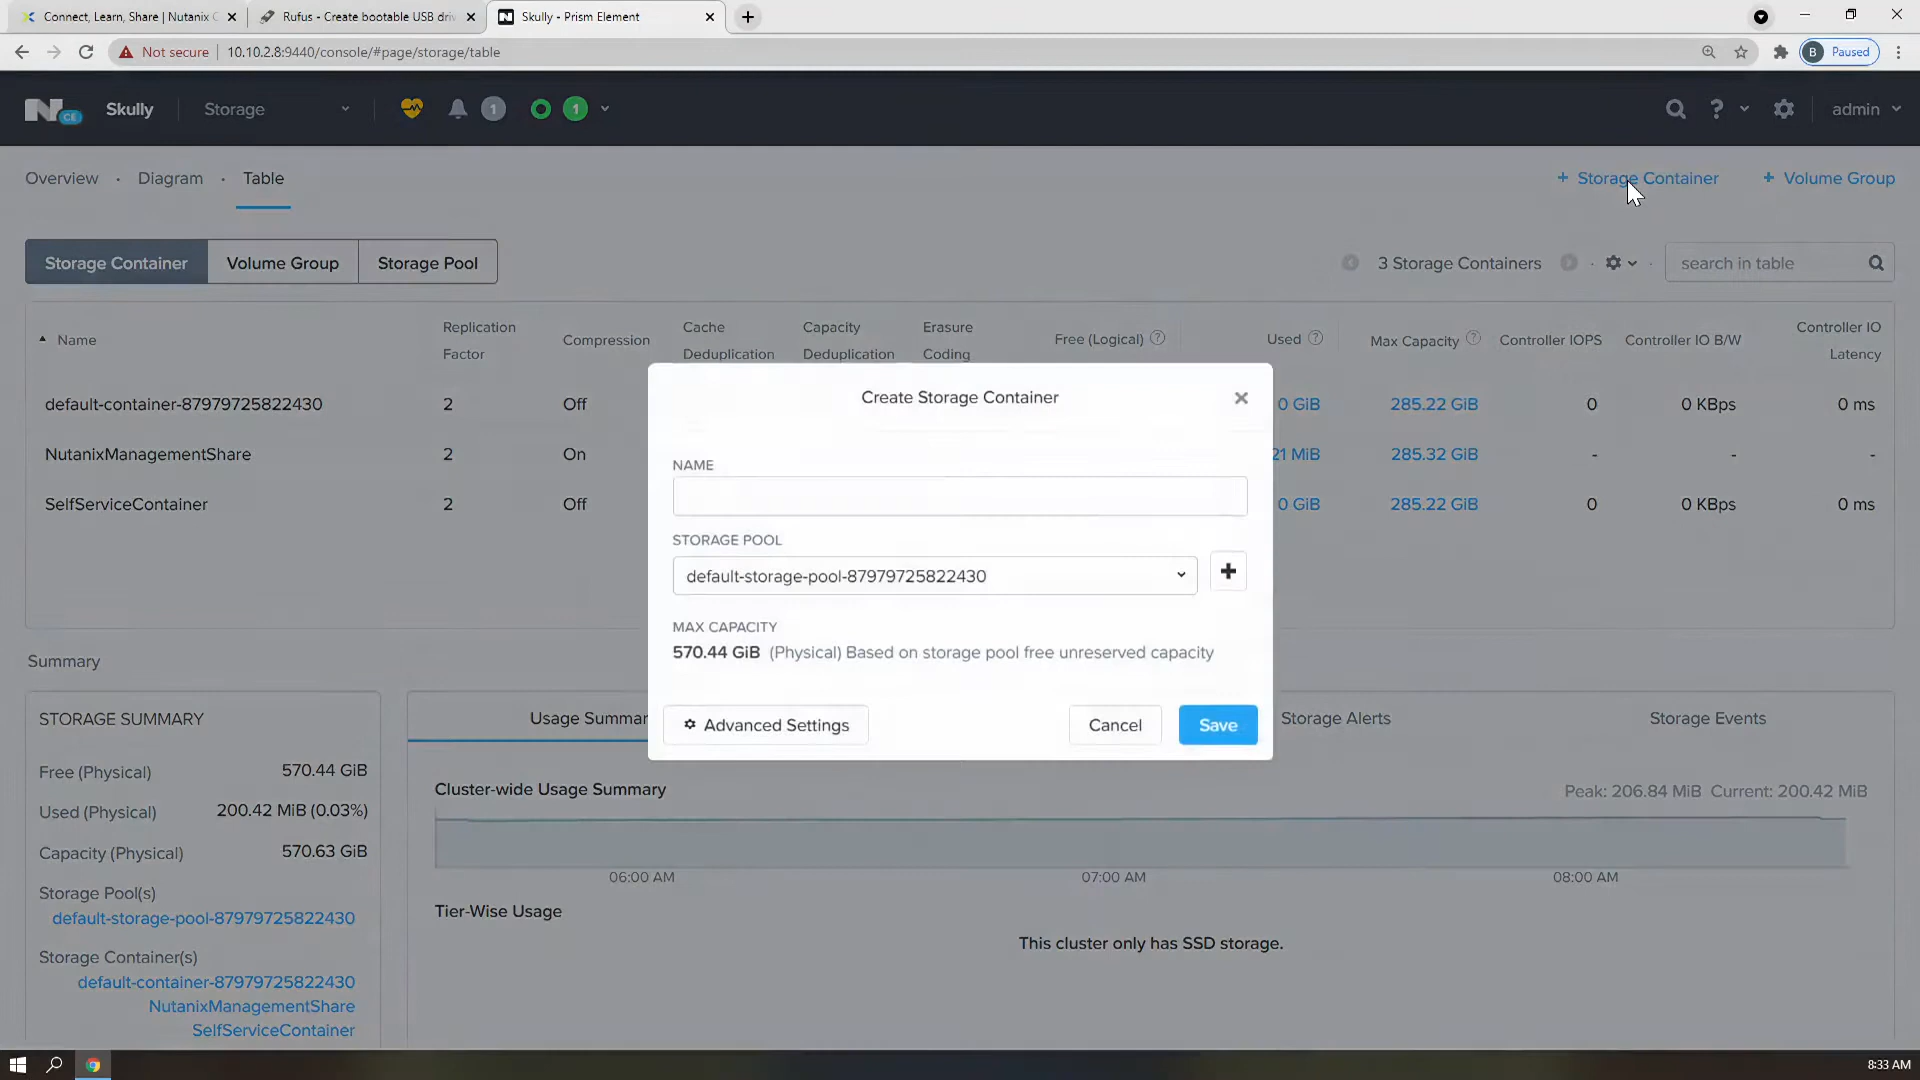 Connect, Learn, Share | Nutanix C
Rufus - Create bootable USB driv
Skully - Prism Element
Not secure
10.10.2.8:9440/console/#page/storage/table
B
Paused
CE
Skully
Storage
1
1
?
admin
Overview · Diagram · Table
+ Storage Container
+ Volume Group
Storage Container
Volume Group
Storage Pool
3 Storage Containers
search in table
Name
Replication
Factor
Compression
Cache
Deduplication
Capacity
Deduplication
Erasure
Coding
Free (Logical) ?
Used ?
Max Capacity ?
Controller IOPS
Controller IO B/W
Controller IO
Latency
default-container-87979725822430 2 Off 0 GiB 285.22 GiB 0 0 KBps 0 ms
NutanixManagementShare 2 On 21 MiB 285.32 GiB - - -
SelfServiceContainer 2 Off 0 GiB 285.22 GiB 0 0 KBps 0 ms
Create Storage Container
NAME
STORAGE POOL
default-storage-pool-87979725822430
MAX CAPACITY
570.44 GiB (Physical) Based on storage pool free unreserved capacity
Advanced Settings
Cancel
Save
Summary
STORAGE SUMMARY
Free (Physical) 570.44 GiB
Used (Physical) 200.42 MiB (0.03%)
Capacity (Physical) 570.63 GiB
Storage Pool(s)
default-storage-pool-87979725822430
Storage Container(s)
default-container-87979725822430
NutanixManagementShare
SelfServiceContainer
Usage Summar
Storage Alerts
Storage Events
Cluster-wide Usage Summary
Peak: 206.84 MiB Current: 200.42 MiB
06:00 AM
07:00 AM
08:00 AM
Tier-Wise Usage
This cluster only has SSD storage.
8:33 AM